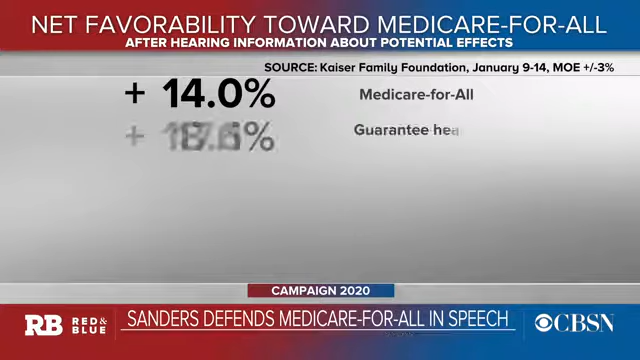 NET FAVORABILITY TOWARD MEDICARE-FOR-ALL
AFTER HEARING INFORMATION ABOUT POTENTIAL EFFECTS
SOURCE: Kaiser Family Foundation, January 9-14, MOE +/-3%
+ 14.0% Medicare-for-All
+ % Guarantee
CAMPAIGN 2020
RB RED & BLUE SANDERS DEFENDS MEDICARE-FOR-ALL IN SPEECH CBSN